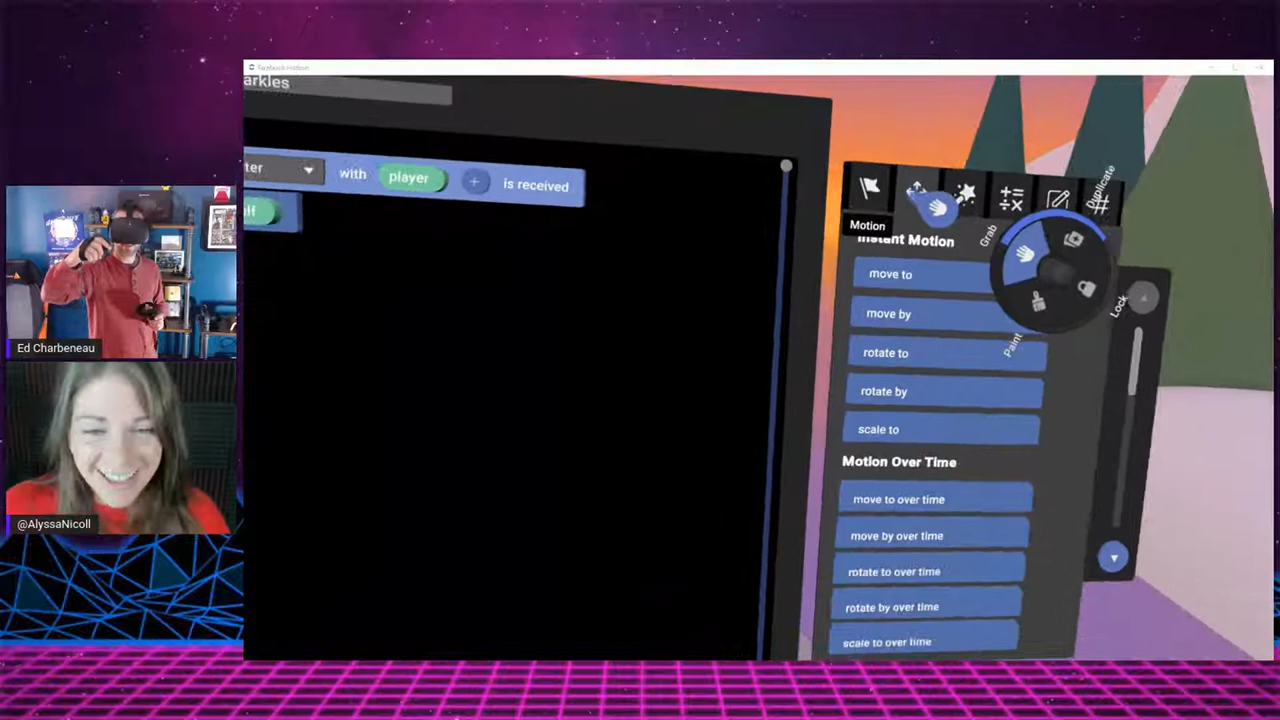 arkles
ter
with
player
+
is received
lf
Motion
Instant Motion
move to
move by
rotate to
rotate by
scale to
Motion Over Time
move to over time
move by over time
rotate to over time
rotate by over time
scale to over time
Grab
Duplicate
Lock
Paint
Ed Charbeneau
@AlyssaNicoll